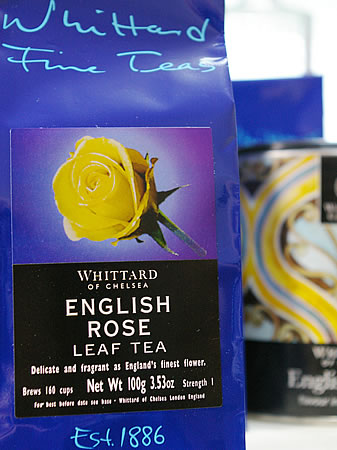 Whittard
Fine Teas
WHITTARD
OF CHELSEA
ENGLISH
ROSE
LEAF TEA
Delicate and fragrant as England's finest flower.
Brews 160 cups Net Wt 100g 3.53oz Strength 1
For best before date see base • Whittard of Chelsea London England
Est. 1886
English